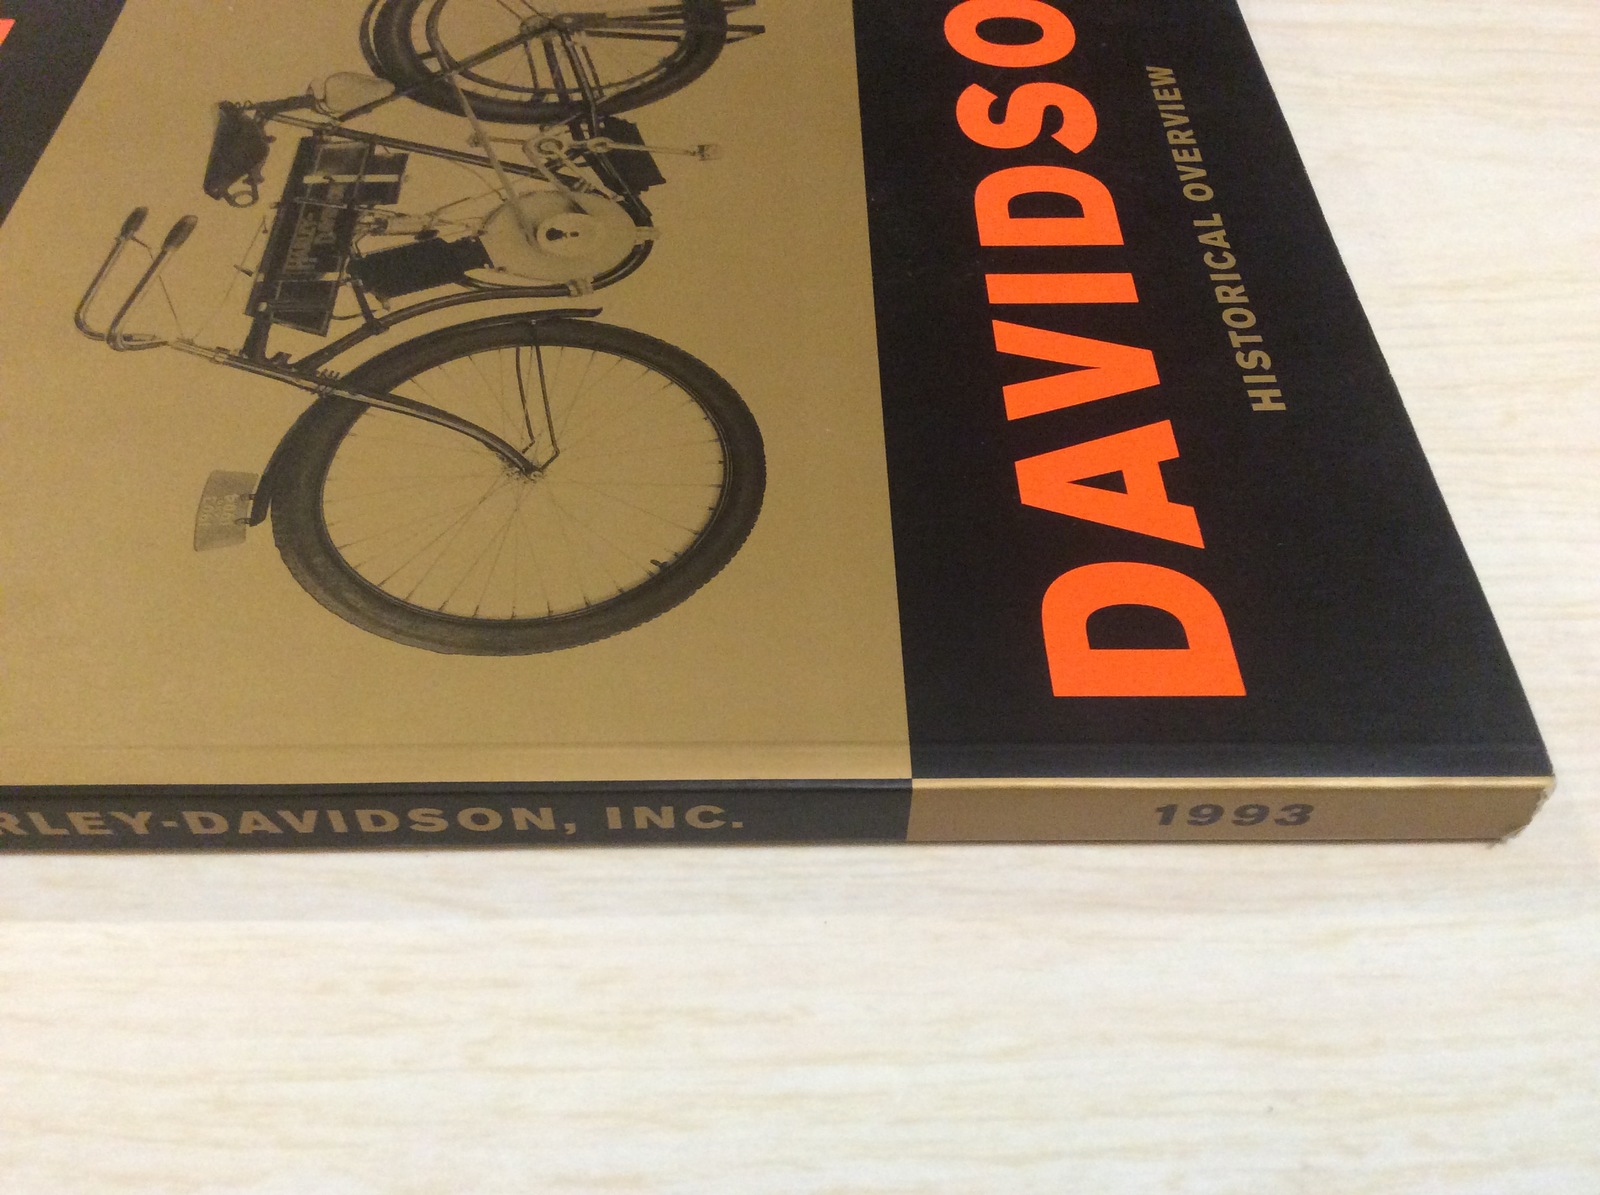 DAVIDSO
HISTORICAL OVERVIEW
RLEY-DAVIDSON, INC.
1993